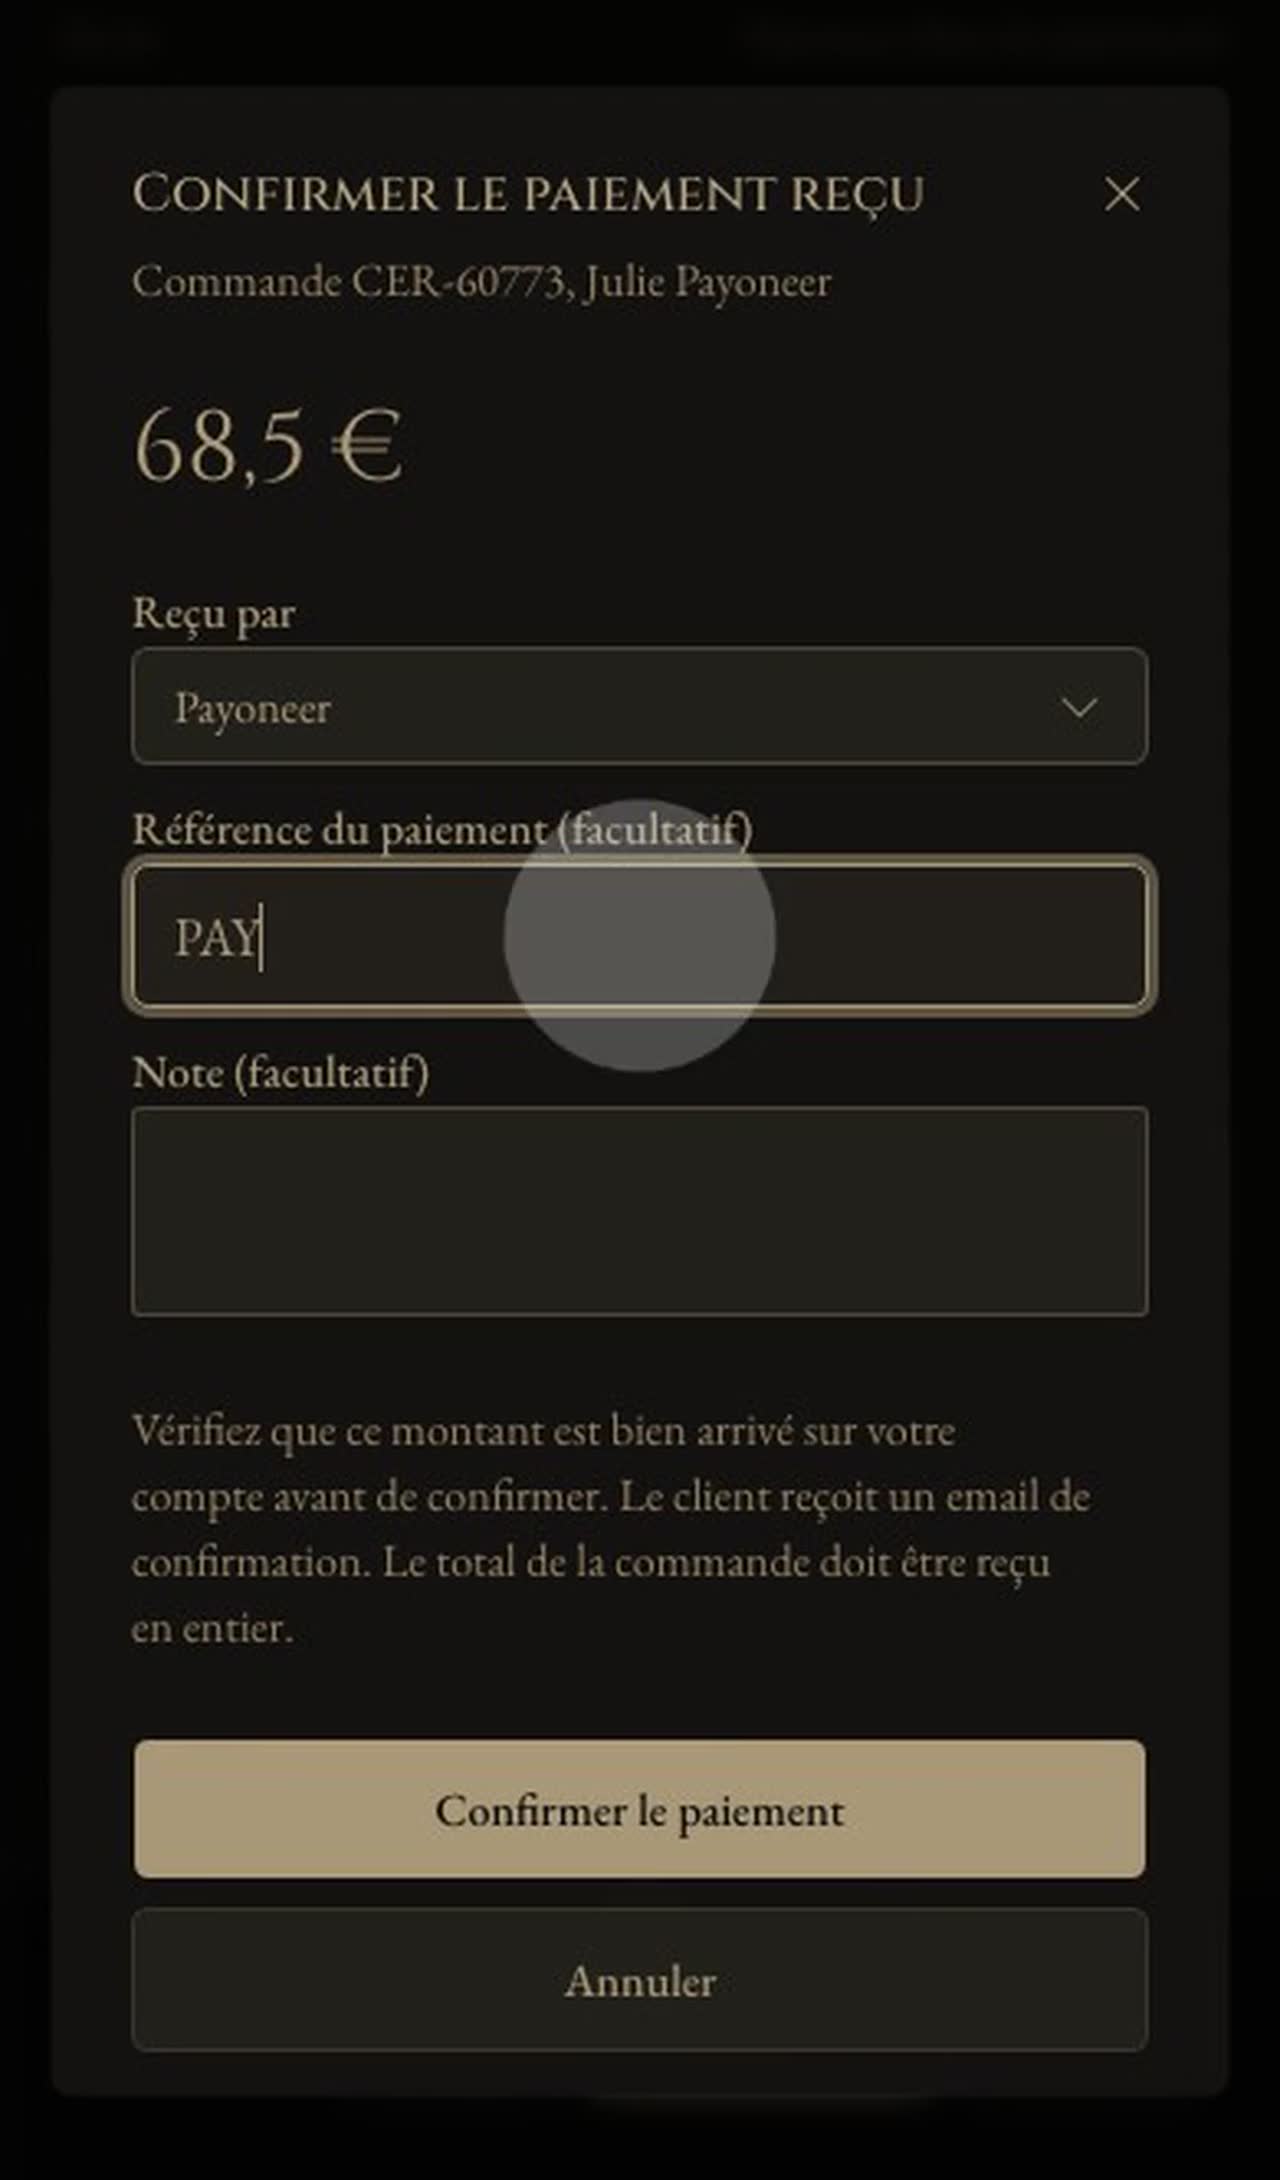 CONFIRMER LE PAIEMENT REÇU
Commande CER-60773, Julie Payoneer
68,5 €
Reçu par
Payoneer
Référence du paiement (facultatif)
PAY
Note (facultatif)
Vérifiez que ce montant est bien arrivé sur votre
compte avant de confirmer. Le client reçoit un email de
confirmation. Le total de la commande doit être reçu
en entier.
Confirmer le paiement
Annuler